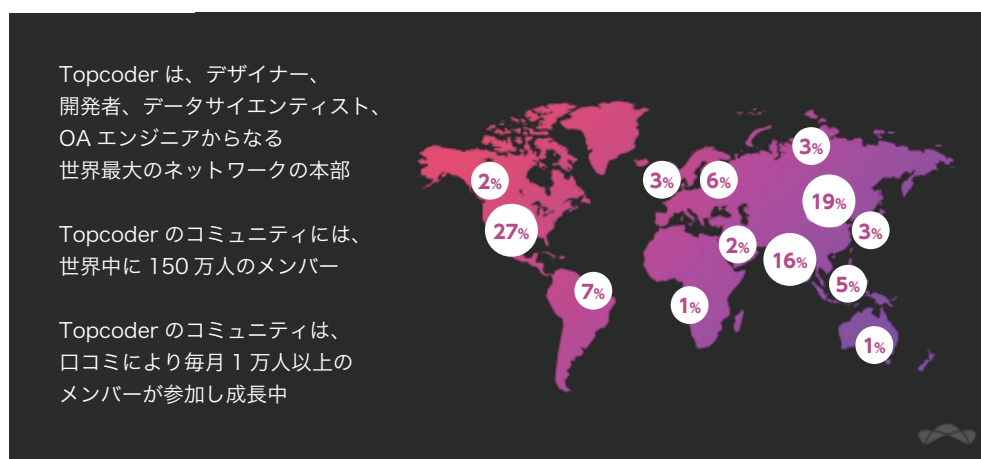 Topcoder は、デザイナー、
開発者、データサイエンティスト、
OA エンジニアからなる
世界最大のネットワークの本部
Topcoder のコミュニティには、
世界中に 150 万人のメンバー
Topcoder のコミュニティは、
口コミにより毎月 1 万人以上の
メンバーが参加し成長中
3%
2%
3%
6%
19%
27%
3%
2%
16%
7%
5%
1%
1%